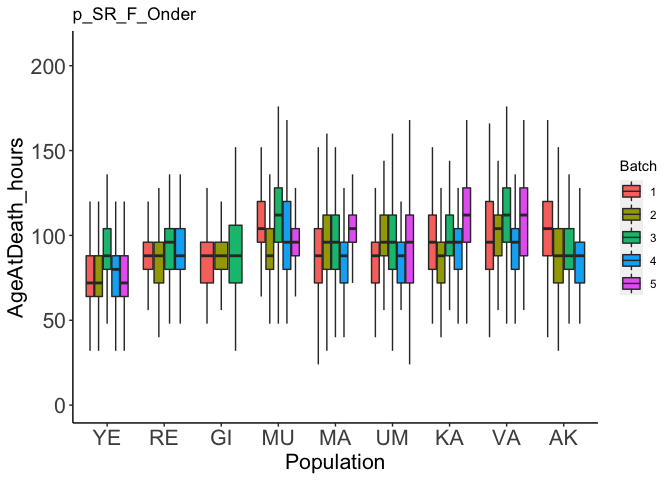 p_SR_F_Onder
AgeAtDeath_hours
200
150
100
50
0
YE RE GI MU MA UM KA VA AK
Population
Batch
1
2
3
4
5